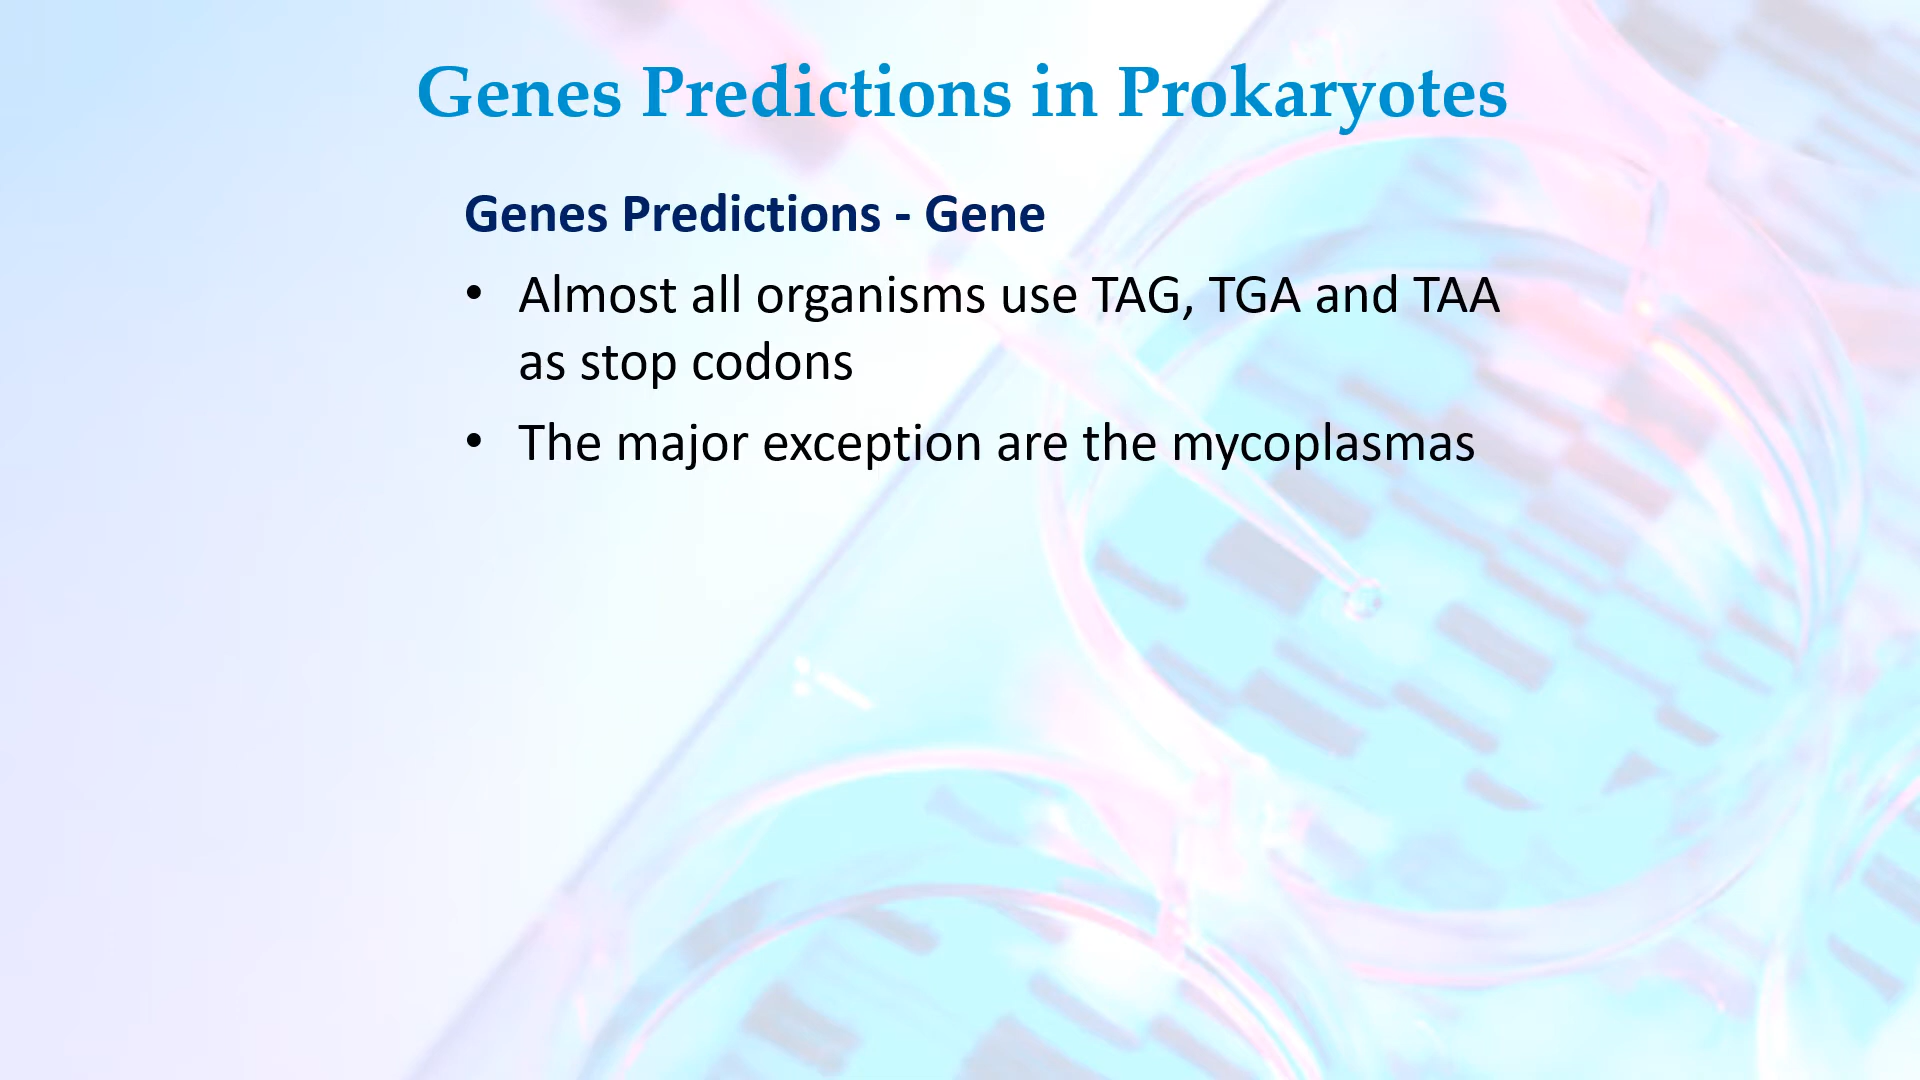 Genes Predictions in Prokaryotes
Genes Predictions - Gene
• Almost all organisms use TAG, TGA and TAA
as stop codons
• The major exception are the mycoplasmas